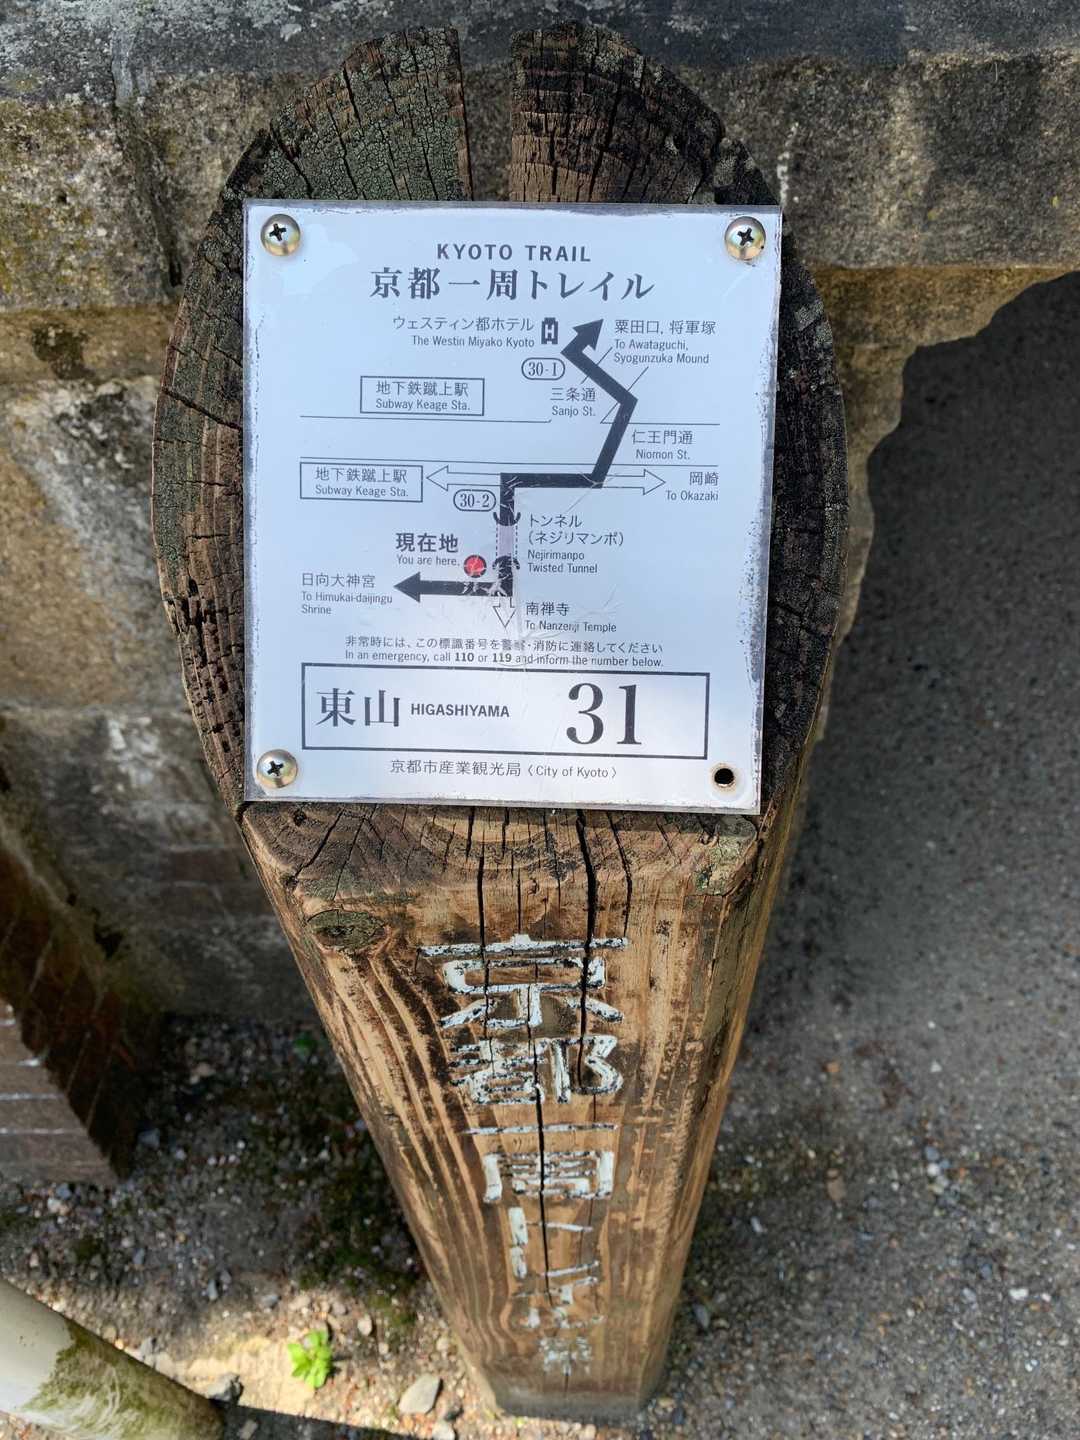 KYOTO TRAIL
京都一周トレイル
ウェスティン都ホテル
The Westin Miyako Kyoto
H
粟田口, 将軍塚
To Awataguchi,
Syogunzuka Mound
30-1
地下鉄蹴上駅
Subway Keage Sta.
三条通
Sanjo St.
仁王門通
Niomon St.
地下鉄蹴上駅
Subway Keage Sta.
岡崎
To Okazaki
30-2
トンネル
(ネジリマンポ)
Nejirimanpo
Twisted Tunnel
現在地
You are here.
日向大神宮
To Himukai-daijingu
Shrine
南禅寺
To Nanzenji Temple
非常時には、この標識番号を警察・消防に連絡してください
In an emergency, call 110 or 119 and inform the number below.
東山 HIGASHIYAMA 31
京都市産業観光局〈City of Kyoto〉
京都一周トレイル